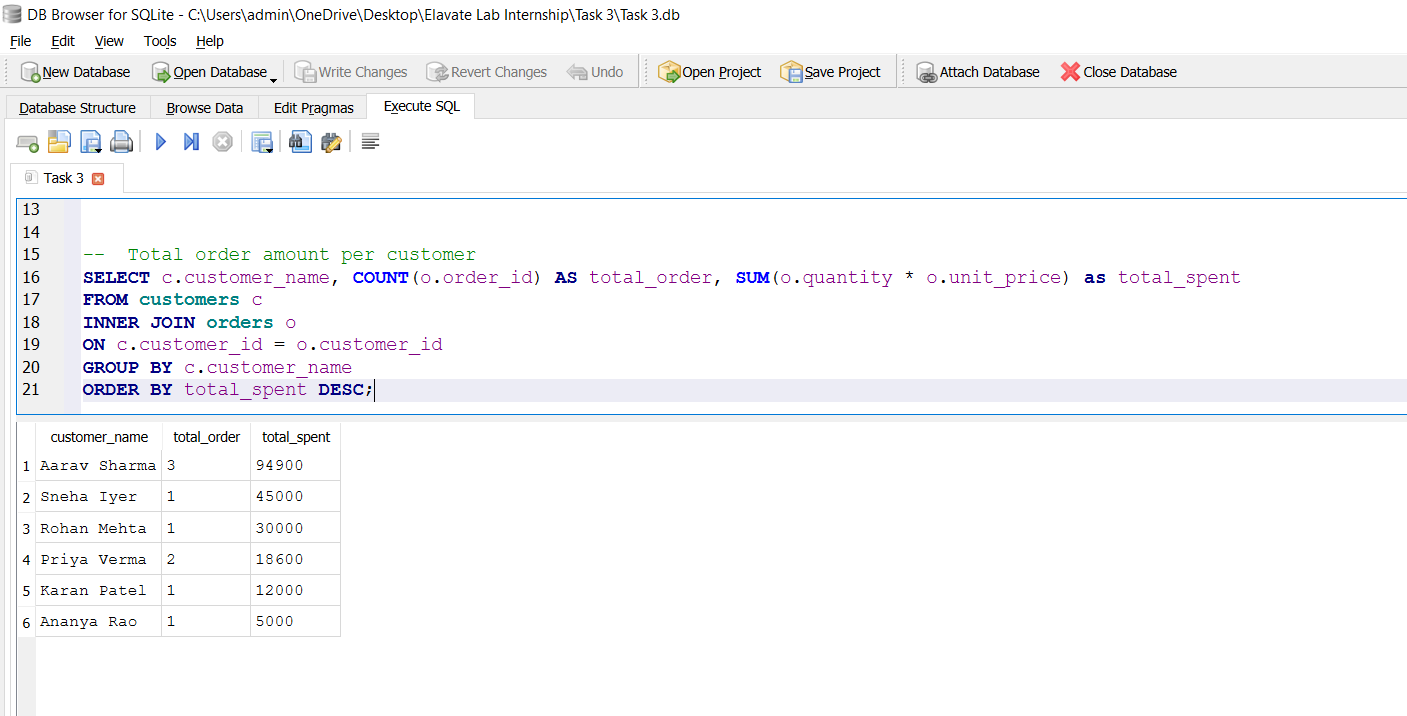 DB Browser for SQLite - C:\Users\admin\OneDrive\Desktop\Elavate Lab Internship\Task 3\Task 3.db
File Edit View Tools Help
New Database Open Database Write Changes Revert Changes Undo Open Project Save Project Attach Database Close Database
Database Structure Browse Data Edit Pragmas Execute SQL
Task 3
13
14
15 -- Total order amount per customer
16 SELECT c.customer_name, COUNT(o.order_id) AS total_order, SUM(o.quantity * o.unit_price) as total_spent
17 FROM customers c
18 INNER JOIN orders o
19 ON c.customer_id = o.customer_id
20 GROUP BY c.customer_name
21 ORDER BY total_spent DESC;
customer_name total_order total_spent
1 Aarav Sharma 3 94900
2 Sneha Iyer 1 45000
3 Rohan Mehta 1 30000
4 Priya Verma 2 18600
5 Karan Patel 1 12000
6 Ananya Rao 1 5000